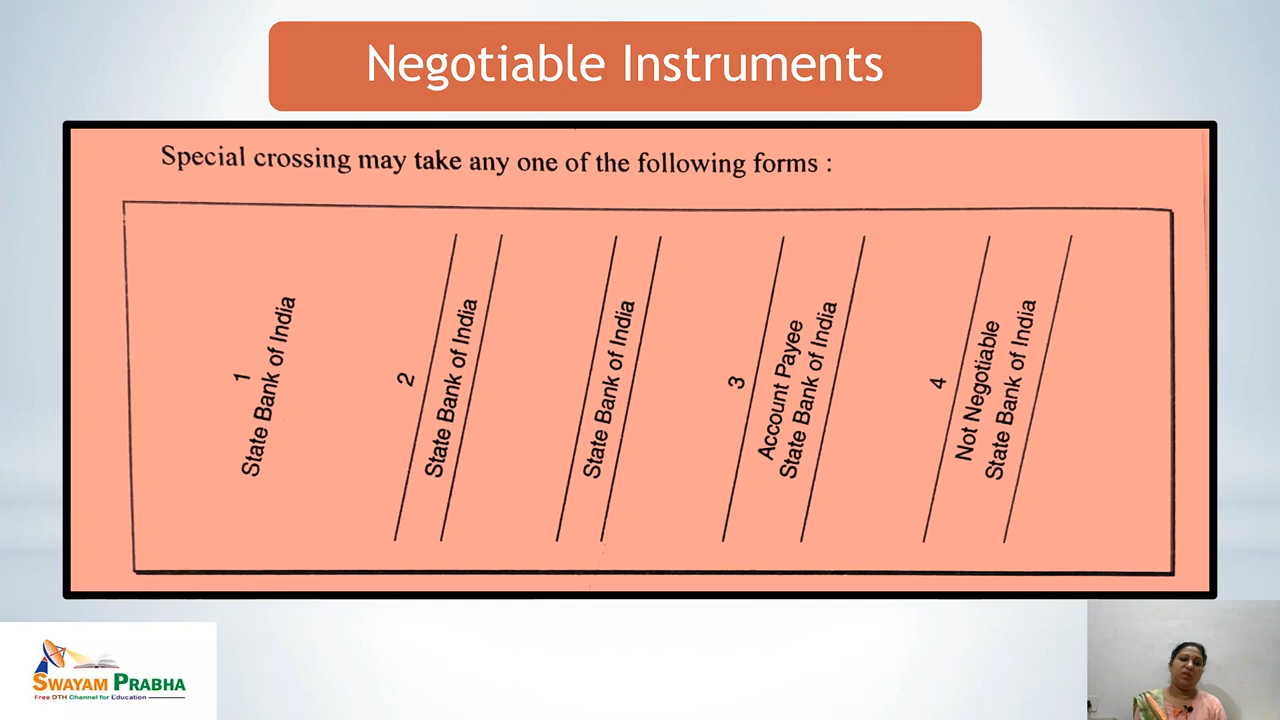 Negotiable Instruments
Special crossing may take any one of the following forms :
1
State Bank of India
2
State Bank of India
State Bank of India
3
Account Payee
State Bank of India
4
Not Negotiable
State Bank of India
SWAYAM PRABHA
Free DTH Channel for Education